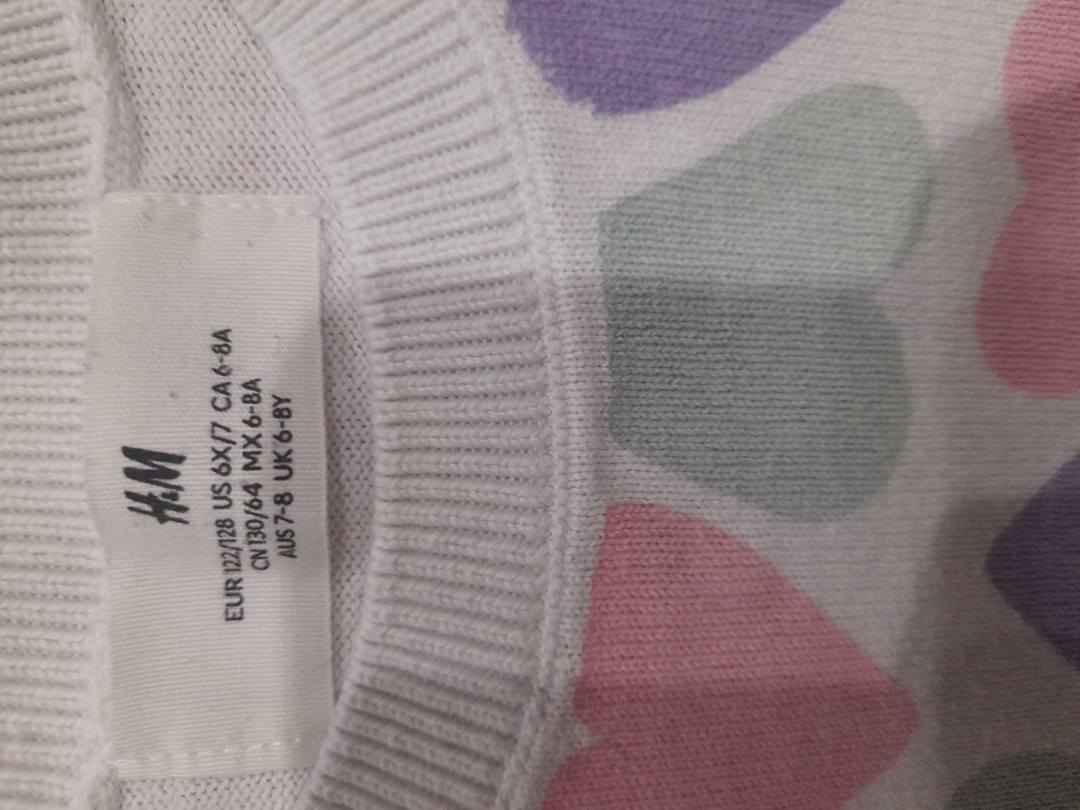 H&M
EUR 122/128 US 6X/7 CA 6-8A
CN 130/64 MX 6-8A
AUS 7-8 UK 6-8Y